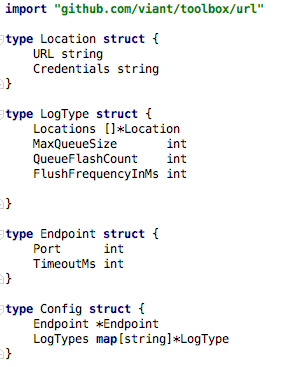 import "github.com/viant/toolbox/url"
type Location struct {
    URL string
    Credentials string
}
type LogType struct {
    Locations []*Location
    MaxQueueSize       int
    QueueFlashCount    int
    FlushFrequencyInMs int
}
type Endpoint struct {
    Port      int
    TimeoutMs int
}
type Config struct {
    Endpoint *Endpoint
    LogTypes map[string]*LogType
}